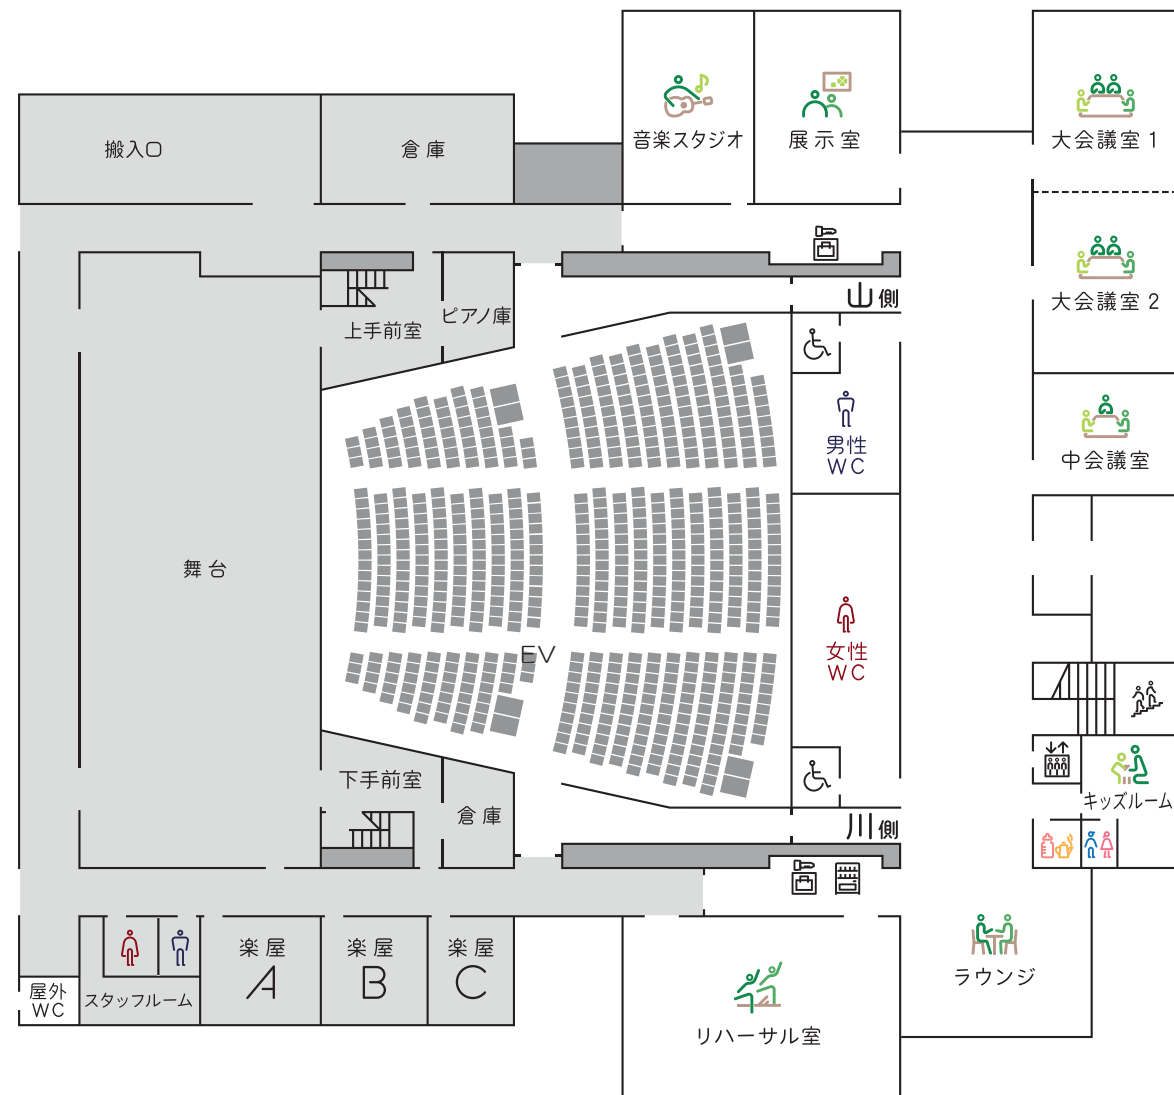 音楽スタジオ
展示室
大会議室 1
搬入口
倉庫
大会議室 2
山側
ピアノ庫
上手前室
男性
WC
中会議室
舞台
女性
WC
EV
下手前室
倉庫
キッズルーム
川側
楽屋
A
楽屋
B
楽屋
C
ラウンジ
屋外
WC
スタッフルーム
リハーサル室